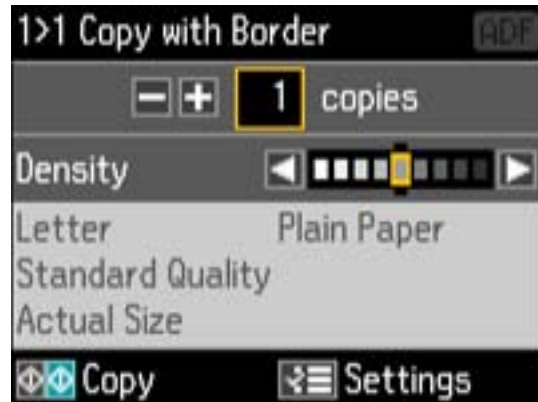 1>1 Copy with Border ADF
1 copies
Density
Letter Plain Paper
Standard Quality
Actual Size
Copy Settings